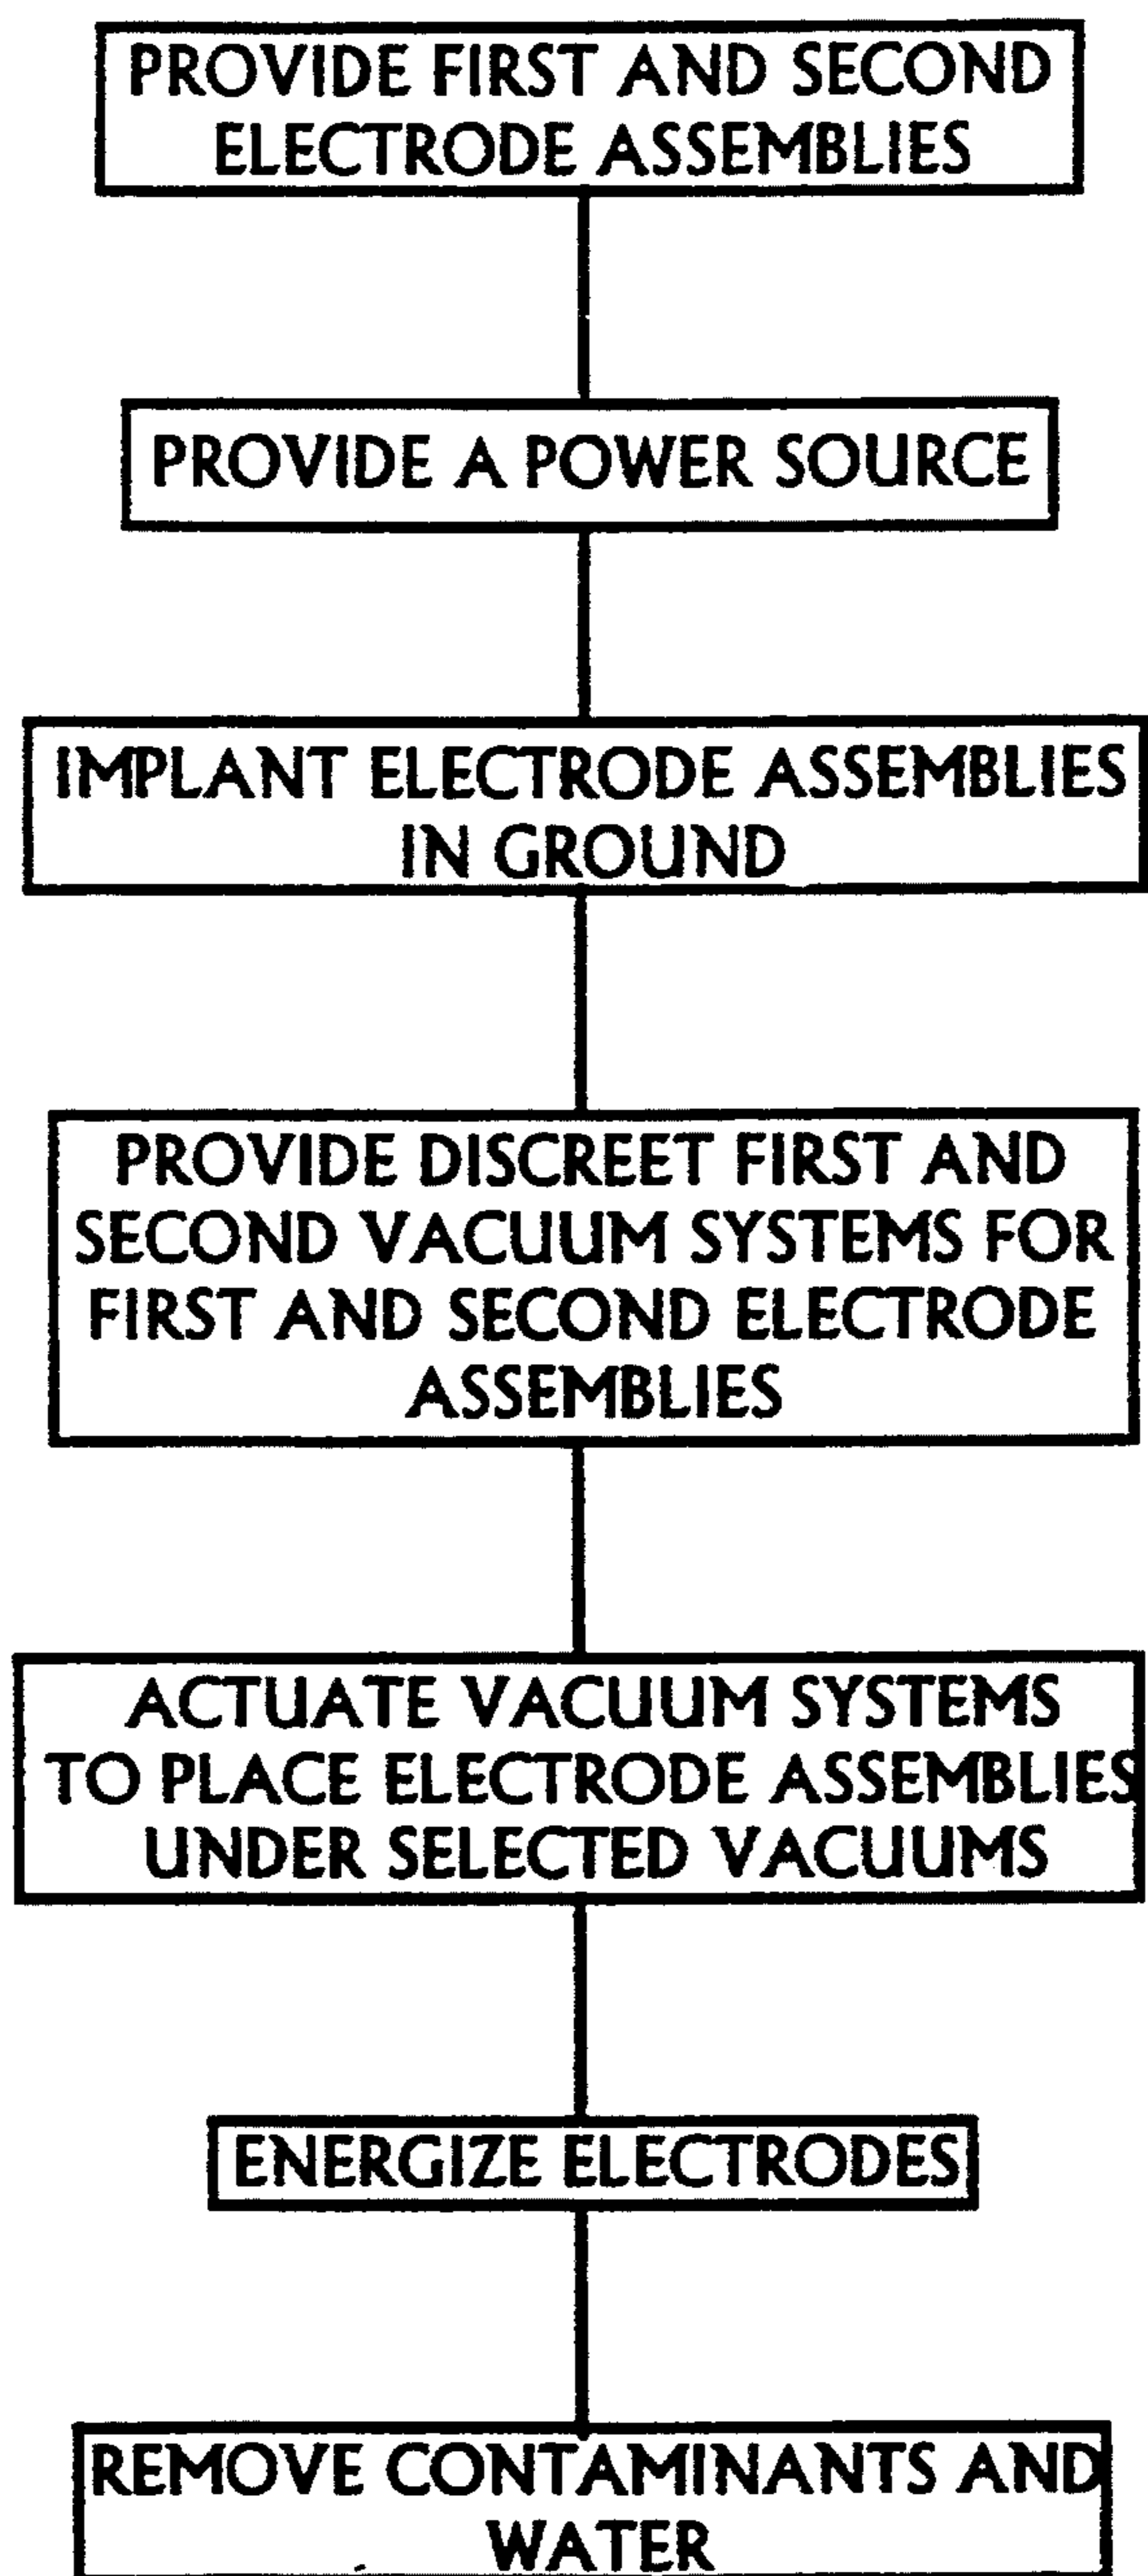 PROVIDE FIRST AND SECOND
ELECTRODE ASSEMBLIES
PROVIDE A POWER SOURCE
IMPLANT ELECTRODE ASSEMBLIES
IN GROUND
PROVIDE DISCREET FIRST AND
SECOND VACUUM SYSTEMS FOR
FIRST AND SECOND ELECTRODE
ASSEMBLIES
ACTUATE VACUUM SYSTEMS
TO PLACE ELECTRODE ASSEMBLIES
UNDER SELECTED VACUUMS
ENERGIZE ELECTRODES
REMOVE CONTAMINANTS AND
WATER